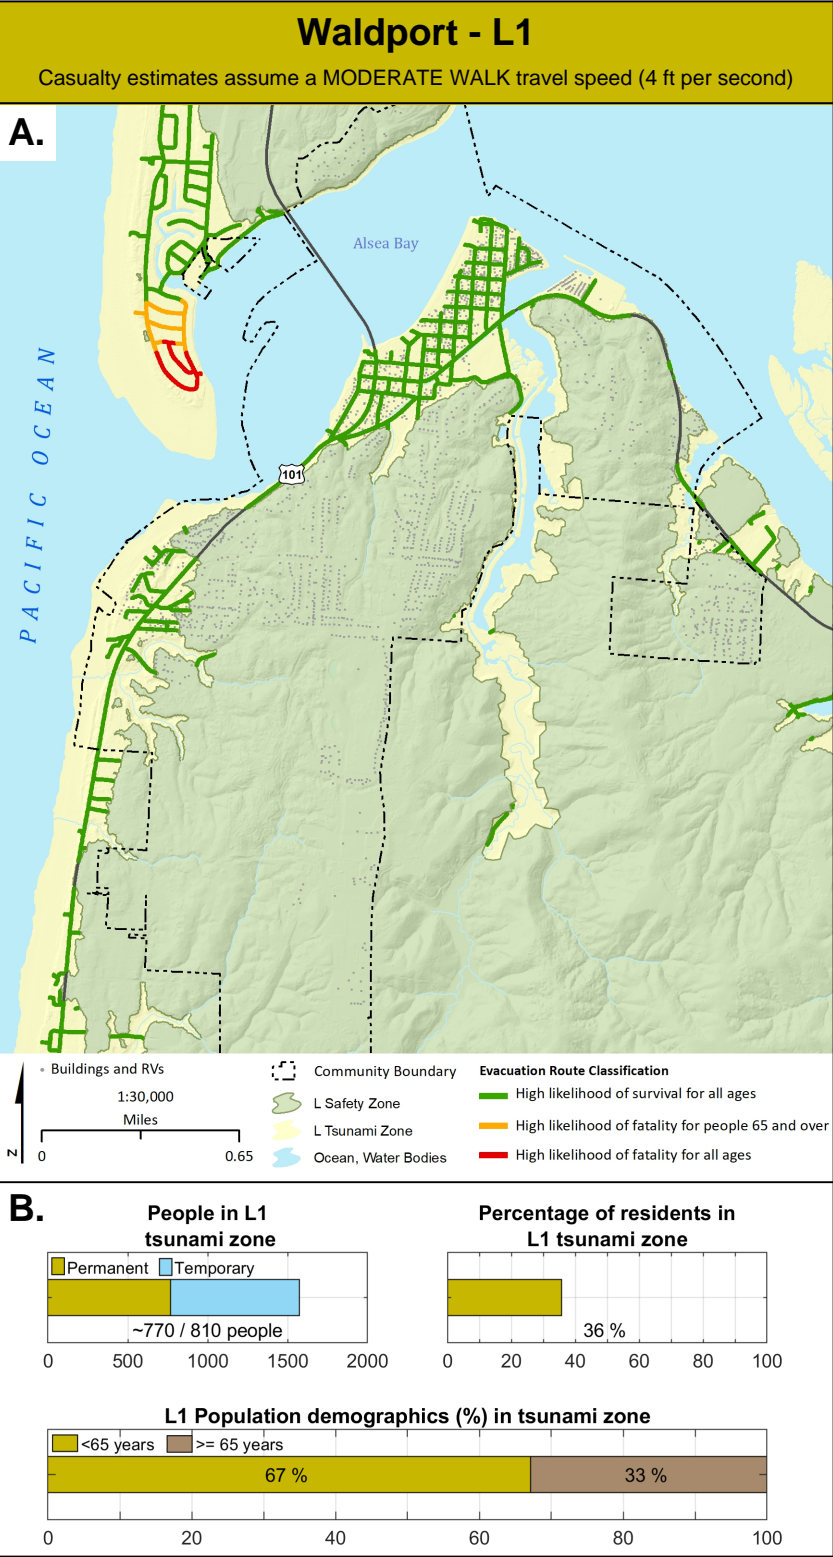 Waldport - L1
Casualty estimates assume a MODERATE WALK travel speed (4 ft per second)
A.
Alsea Bay
PACIFIC OCEAN
101
Buildings and RVs
1:30,000
Miles
0 0.65
N
Community Boundary
L Safety Zone
L Tsunami Zone
Ocean, Water Bodies
Evacuation Route Classification
High likelihood of survival for all ages
High likelihood of fatality for people 65 and over
High likelihood of fatality for all ages
B.
People in L1
tsunami zone
Permanent Temporary
~770 / 810 people
0 500 1000 1500 2000
Percentage of residents in
L1 tsunami zone
36 %
0 20 40 60 80 100
L1 Population demographics (%) in tsunami zone
<65 years >= 65 years
67 % 33 %
0 20 40 60 80 100